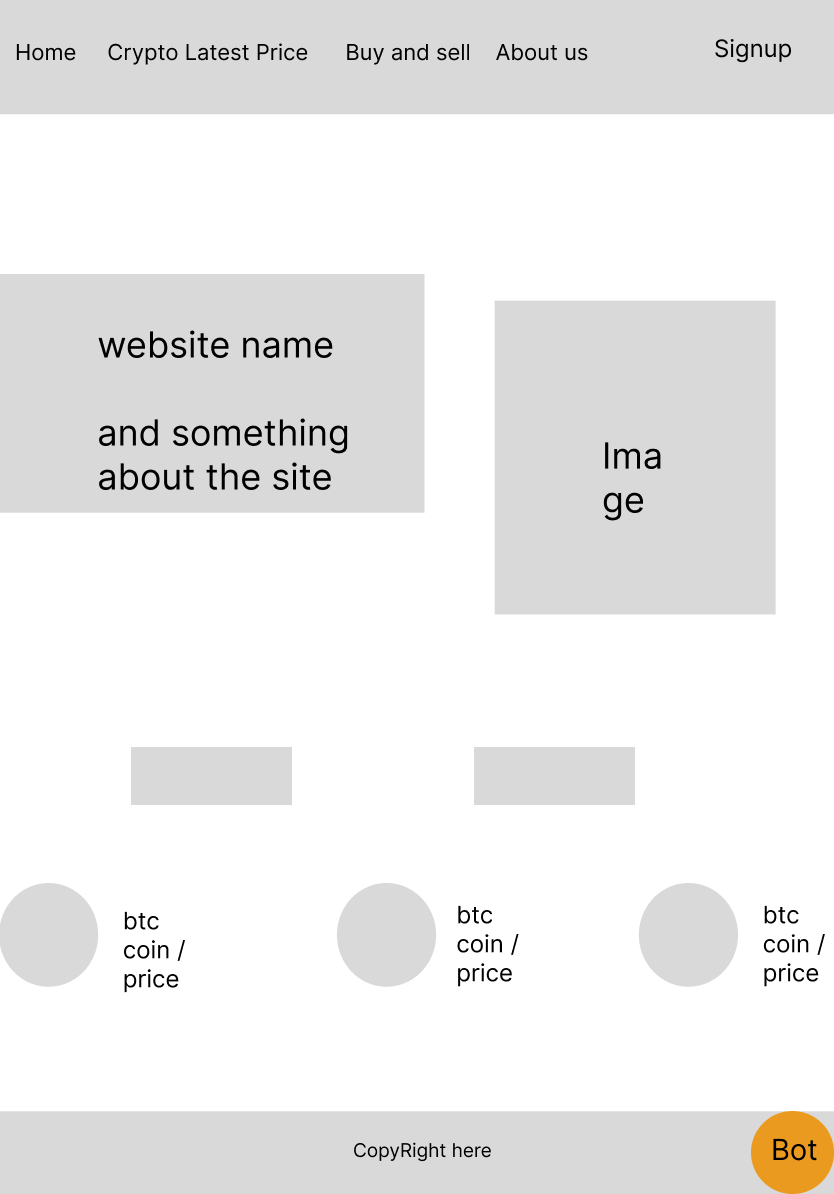 Home
Crypto Latest Price
Buy and sell
About us
Signup
website name
and something
about the site
Ima
ge
btc
coin /
price
btc
coin /
price
btc
coin /
price
CopyRight here
Bot